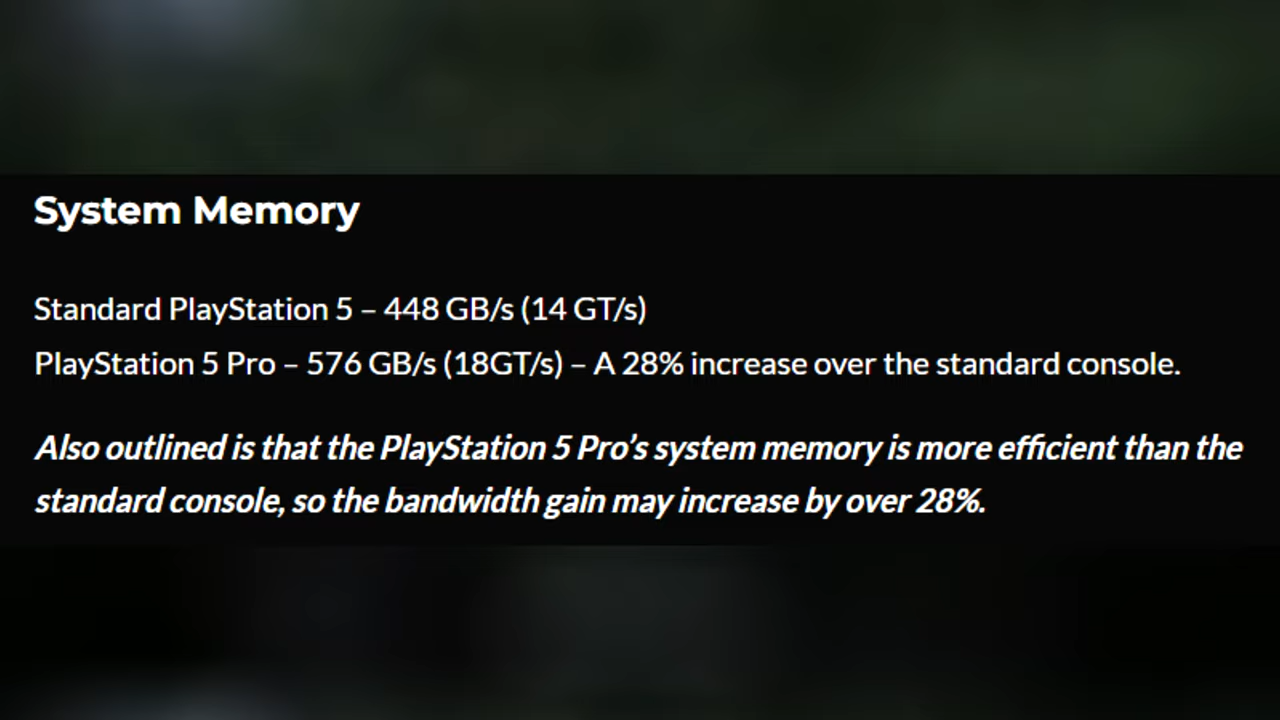 System Memory
Standard PlayStation 5 – 448 GB/s (14 GT/s)
PlayStation 5 Pro – 576 GB/s (18GT/s) – A 28% increase over the standard console.
Also outlined is that the PlayStation 5 Pro’s system memory is more efficient than the
standard console, so the bandwidth gain may increase by over 28%.